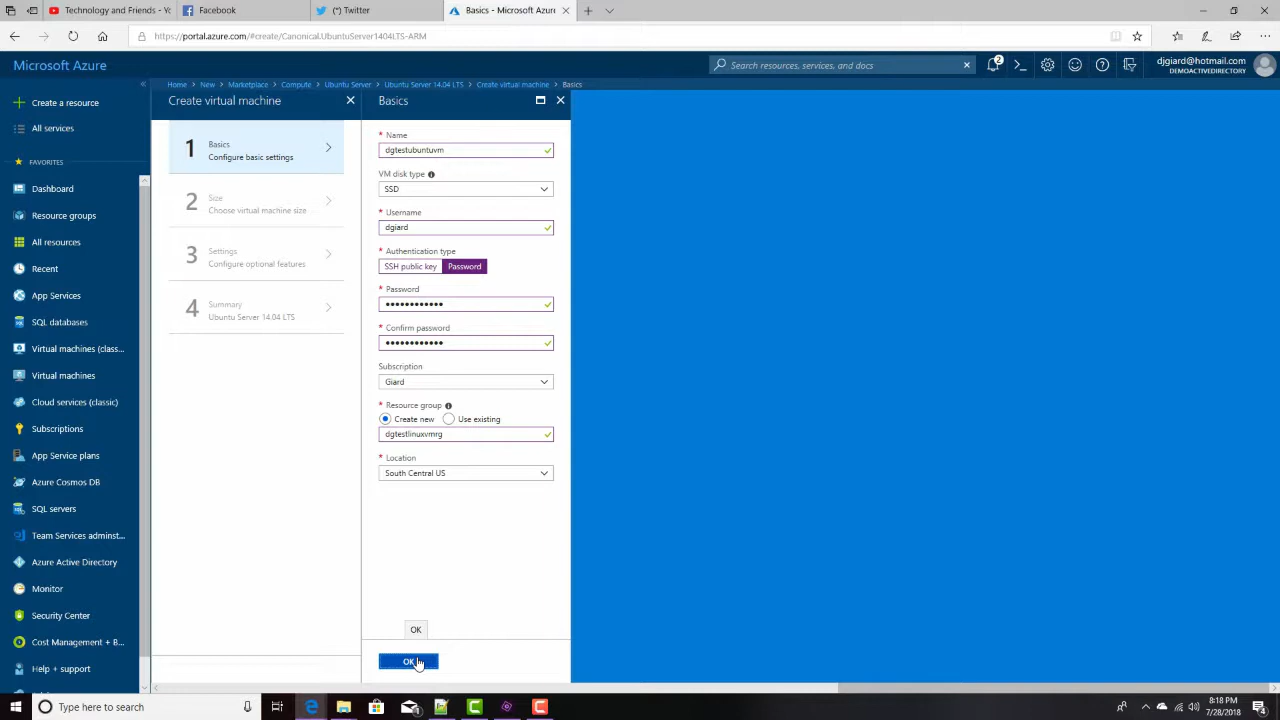 Technology and Friends - Yo
Facebook
(*) Twitter
Basics - Microsoft Azure
https://portal.azure.com/#create/Canonical.UbuntuServer1404LTS-ARM
Microsoft Azure
Search resources, services, and docs
2
djgiard@hotmail.com
DEMOACTIVEDIRECTORY
Home > New > Marketplace > Compute > Ubuntu Server > Ubuntu Server 14.04 LTS > Create virtual machine > Basics
Create a resource
All services
FAVORITES
Dashboard
Resource groups
All resources
Recent
App Services
SQL databases
Virtual machines (class...
Virtual machines
Cloud services (classic)
Subscriptions
App Service plans
Azure Cosmos DB
SQL servers
Team Services adminst...
Azure Active Directory
Monitor
Security Center
Cost Management + B...
Help + support
Create virtual machine
1 Basics
Configure basic settings
2 Size
Choose virtual machine size
3 Settings
Configure optional features
4 Summary
Ubuntu Server 14.04 LTS
Basics
* Name
dgtestubuntuvm
VM disk type
SSD
* Username
dgiard
* Authentication type
SSH public key Password
* Password
••••••••••••
* Confirm password
••••••••••••
Subscription
Giard
* Resource group
Create new Use existing
dgtestlinuxvmrg
* Location
South Central US
OK
OK
Type here to search
8:18 PM
7/28/2018